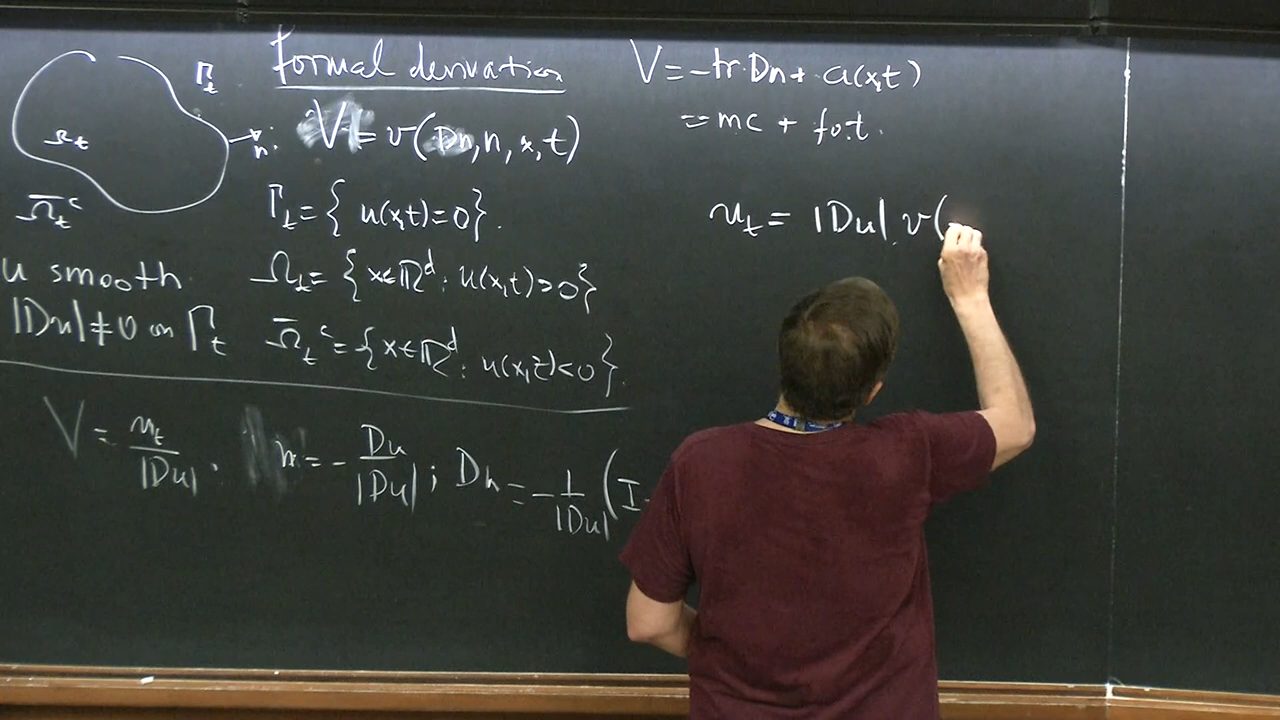 Formal derivation
Γₜ
Ωₜ
n
Ω̄ₜᶜ
V = v(Dn, n, x, t)
Γₜ = { u(x,t) = 0 }.
u smooth
|Du| ≠ 0 on Γₜ
Ωₜ = { x ∈ ℝᵈ : u(x,t) > 0 }
Ω̄ₜᶜ = { x ∈ ℝᵈ : u(x,t) < 0 }.
V = uₜ / |Du| . n = - Du / |Du| ; Dn = - 1 / |Du| ( I -
V = -tr Dn + a(x,t)
= mc + f.o.t.
uₜ = |Du| v(